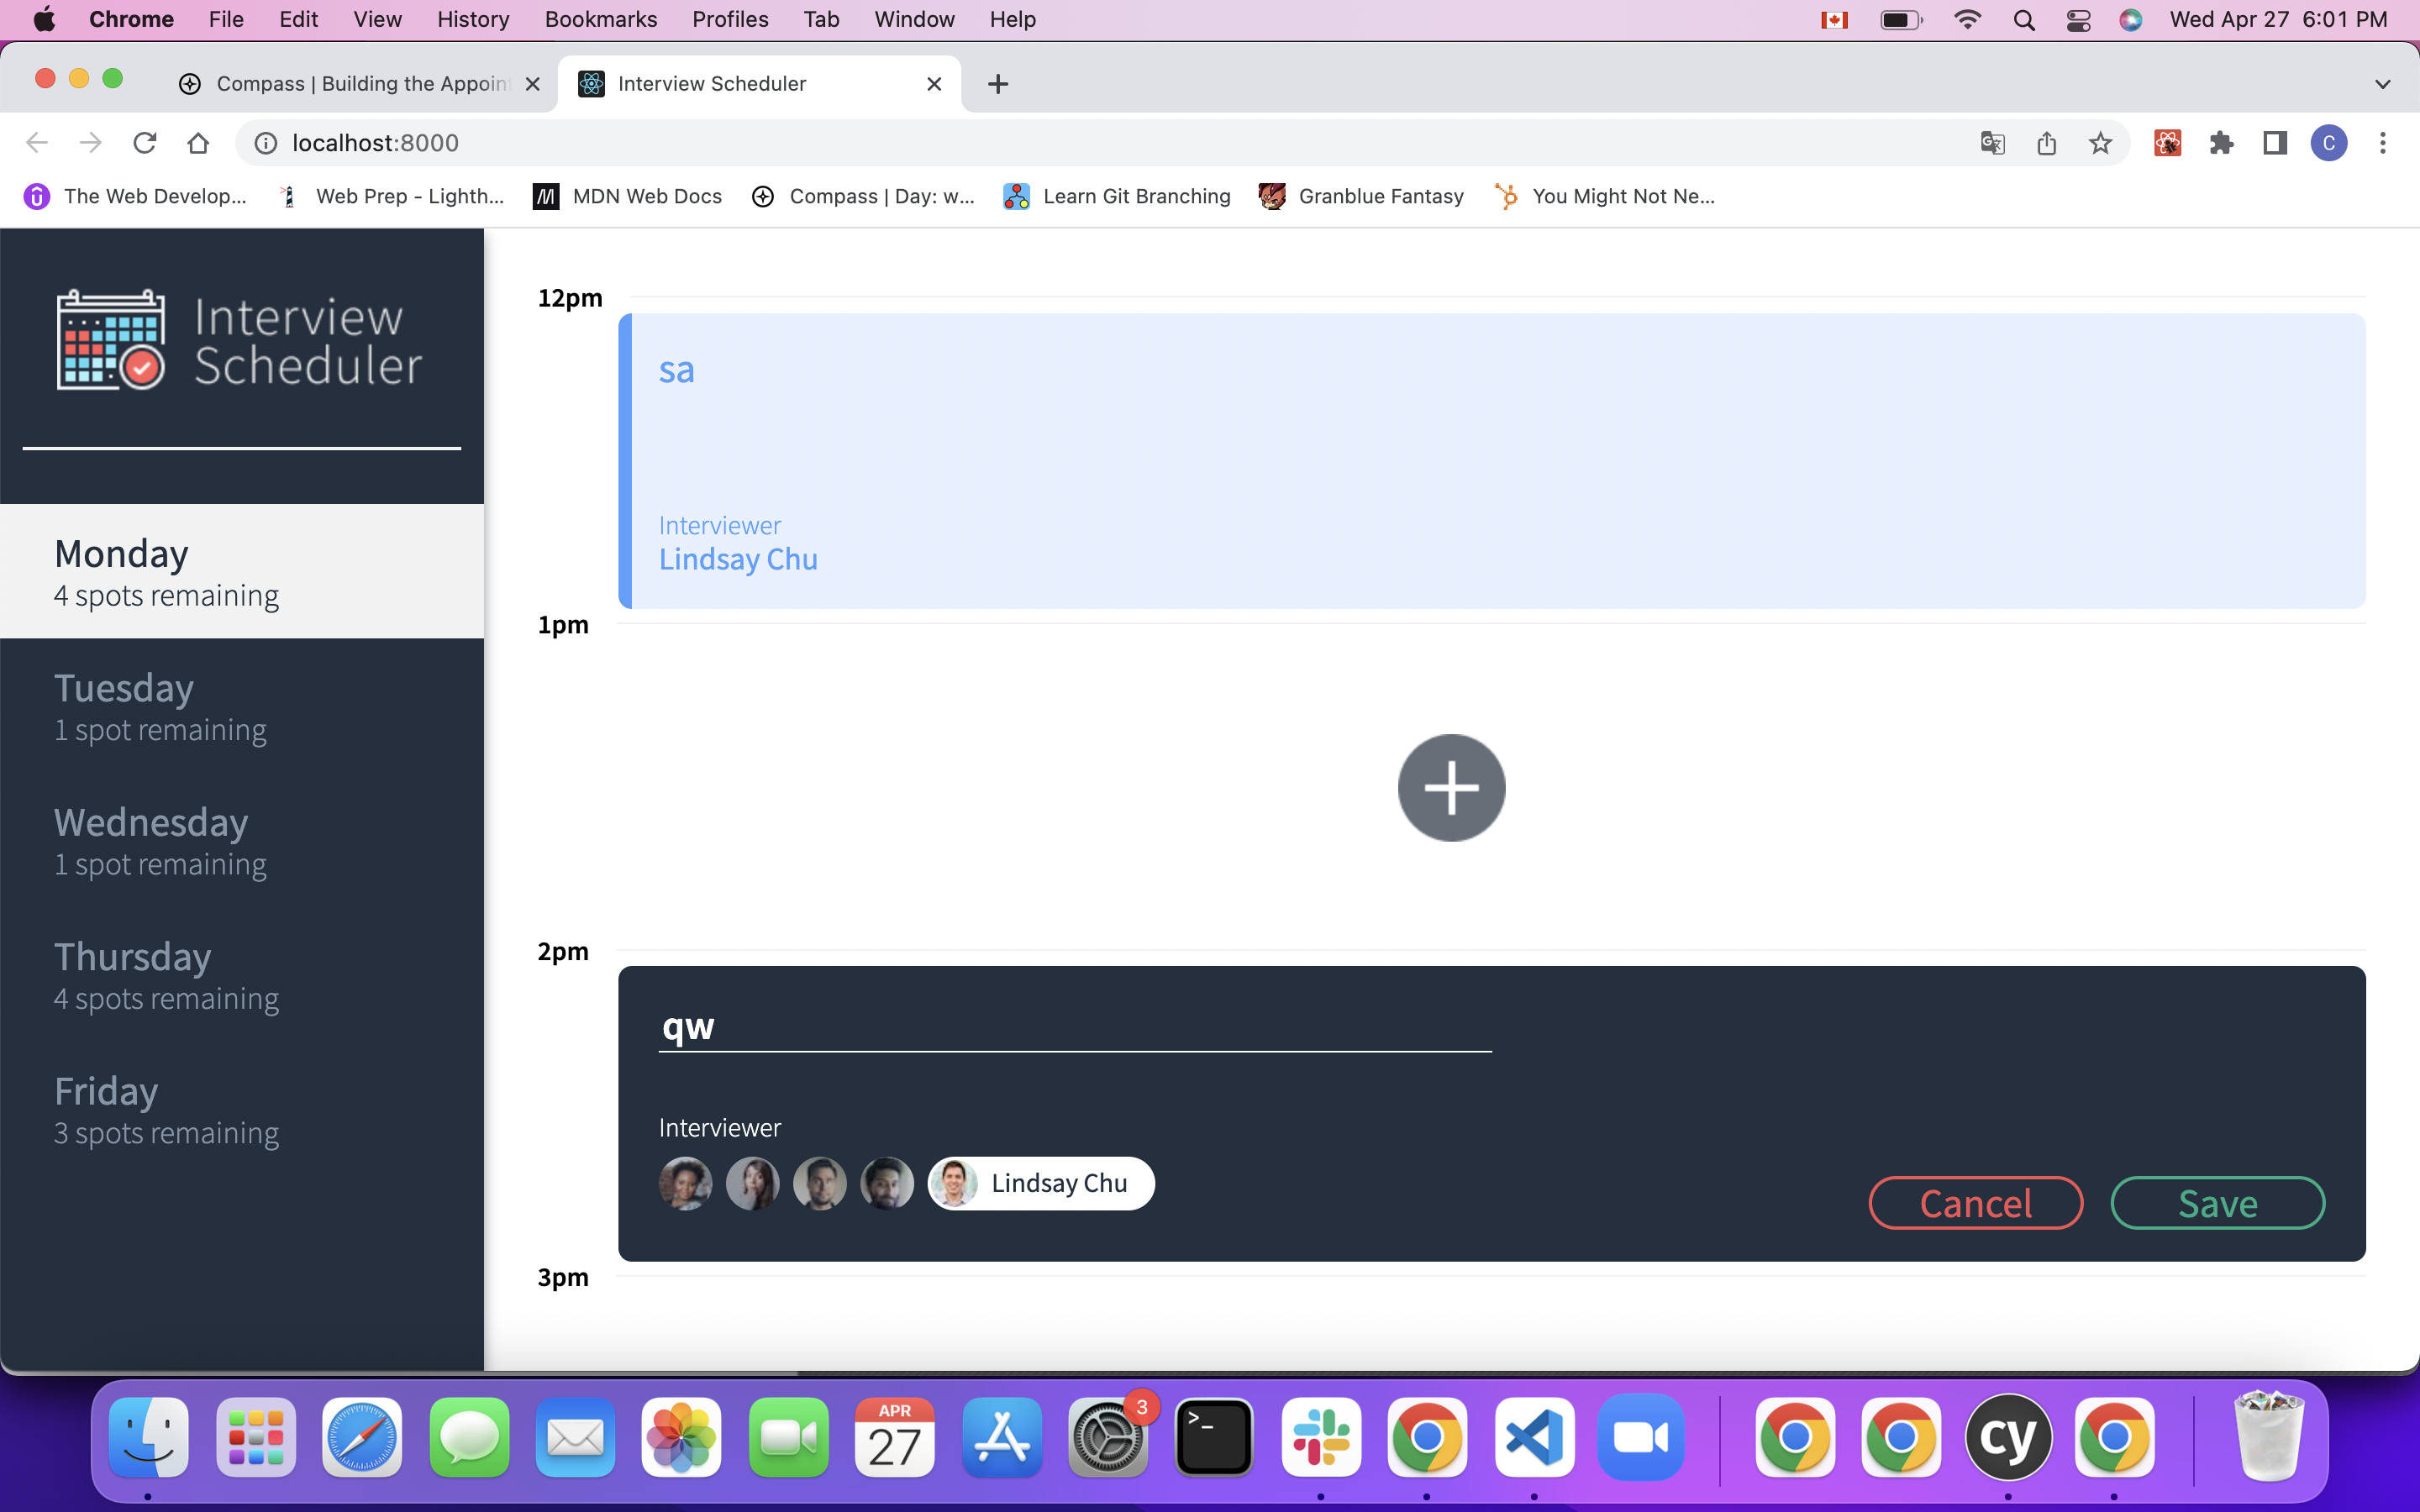 Chrome File Edit View History Bookmarks Profiles Tab Window Help Wed Apr 27 6:01 PM
Compass | Building the Appoin Interview Scheduler
localhost:8000 C
The Web Develop... Web Prep - Lighth... MDN Web Docs Compass | Day: w... Learn Git Branching Granblue Fantasy You Might Not Ne...
Interview
Scheduler
Monday
4 spots remaining
Tuesday
1 spot remaining
Wednesday
1 spot remaining
Thursday
4 spots remaining
Friday
3 spots remaining
12pm
sa
Interviewer
Lindsay Chu
1pm
2pm
qw
Interviewer
Lindsay Chu
Cancel Save
3pm
APR
27
3
>_
cy